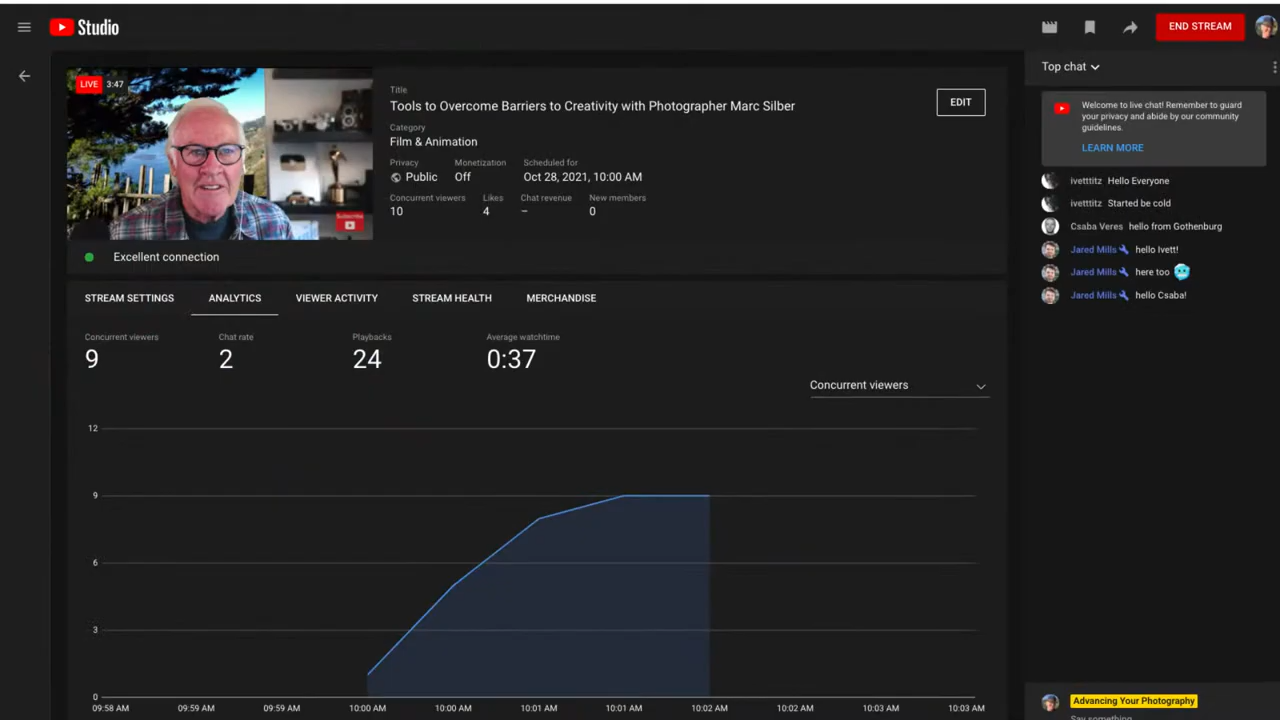 Studio
END STREAM
LIVE 3:47
Subscribe
Title
Tools to Overcome Barriers to Creativity with Photographer Marc Silber
EDIT
Category
Film & Animation
Privacy Monetization Scheduled for
Public Off Oct 28, 2021, 10:00 AM
Concurrent viewers Likes Chat revenue New members
10 4 – 0
Excellent connection
STREAM SETTINGS ANALYTICS VIEWER ACTIVITY STREAM HEALTH MERCHANDISE
Concurrent viewers Chat rate Playbacks Average watchtime
9 2 24 0:37
Concurrent viewers
12
9
6
3
0
09:58 AM 09:59 AM 09:59 AM 10:00 AM 10:00 AM 10:01 AM 10:01 AM 10:02 AM 10:02 AM 10:03 AM 10:03 AM
Top chat
Welcome to live chat! Remember to guard
your privacy and abide by our community
guidelines.
LEARN MORE
ivetttitz Hello Everyone
ivetttitz Started be cold
Csaba Veres hello from Gothenburg
Jared Mills hello Ivett!
Jared Mills here too 🥶
Jared Mills hello Csaba!
Advancing Your Photography
Say something